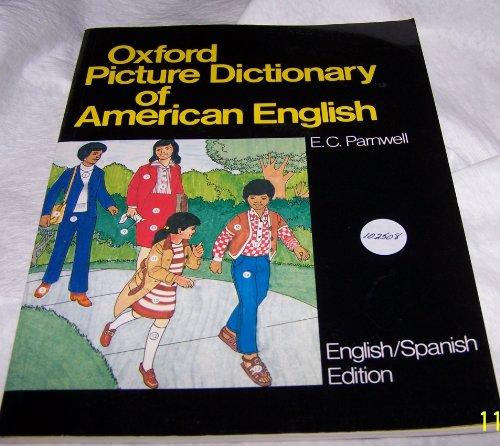 Oxford
Picture Dictionary
of
American English
E.C. Parnwell
102508
English/Spanish
Edition
11